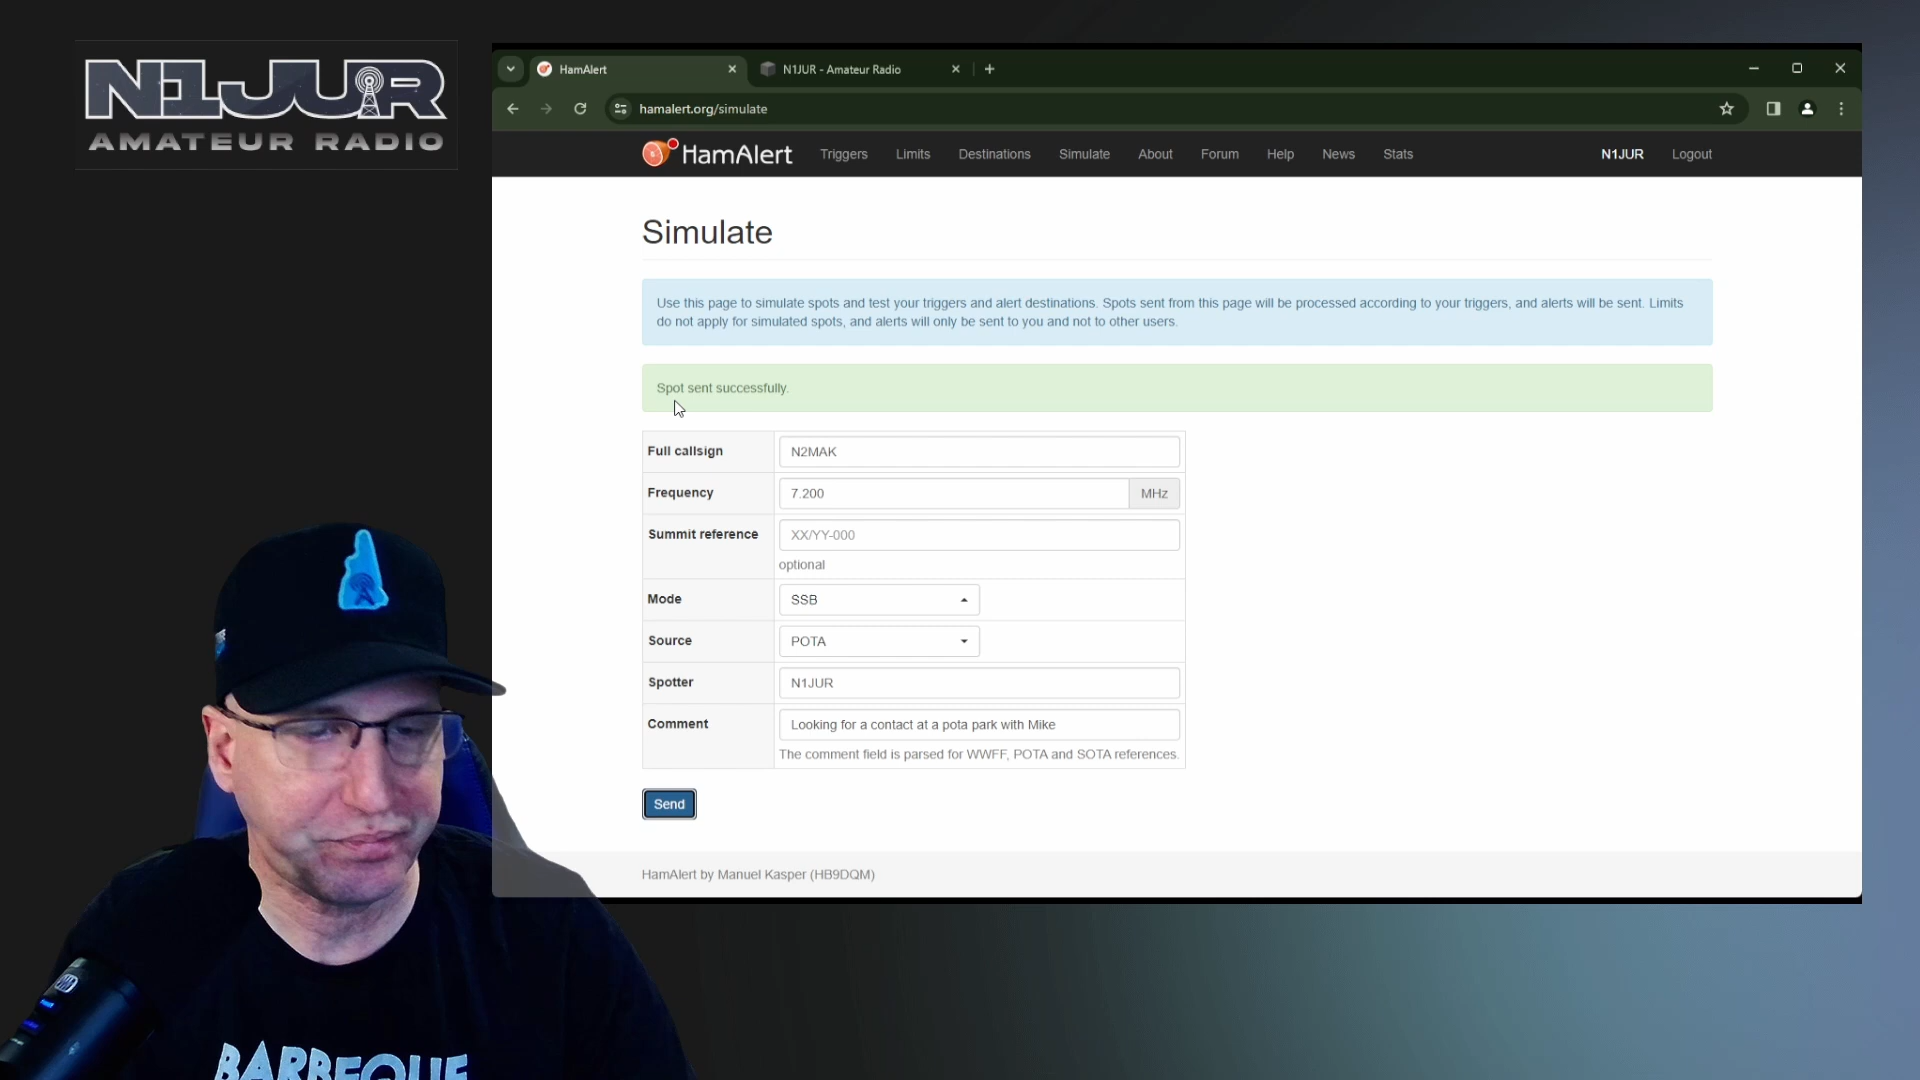 N1JUR
AMATEUR RADIO
HamAlert
N1JUR - Amateur Radio
hamalert.org/simulate
HamAlert
Triggers
Limits
Destinations
Simulate
About
Forum
Help
News
Stats
N1JUR
Logout
Simulate
Use this page to simulate spots and test your triggers and alert destinations. Spots sent from this page will be processed according to your triggers, and alerts will be sent. Limits
do not apply for simulated spots, and alerts will only be sent to you and not to other users.
Spot sent successfully.
Full callsign
N2MAK
Frequency
7.200
MHz
Summit reference
XX/YY-000
optional
Mode
SSB
Source
POTA
Spotter
N1JUR
Comment
Looking for a contact at a pota park with Mike
The comment field is parsed for WWFF, POTA and SOTA references.
Send
HamAlert by Manuel Kasper (HB9DQM)
BARBEQUE